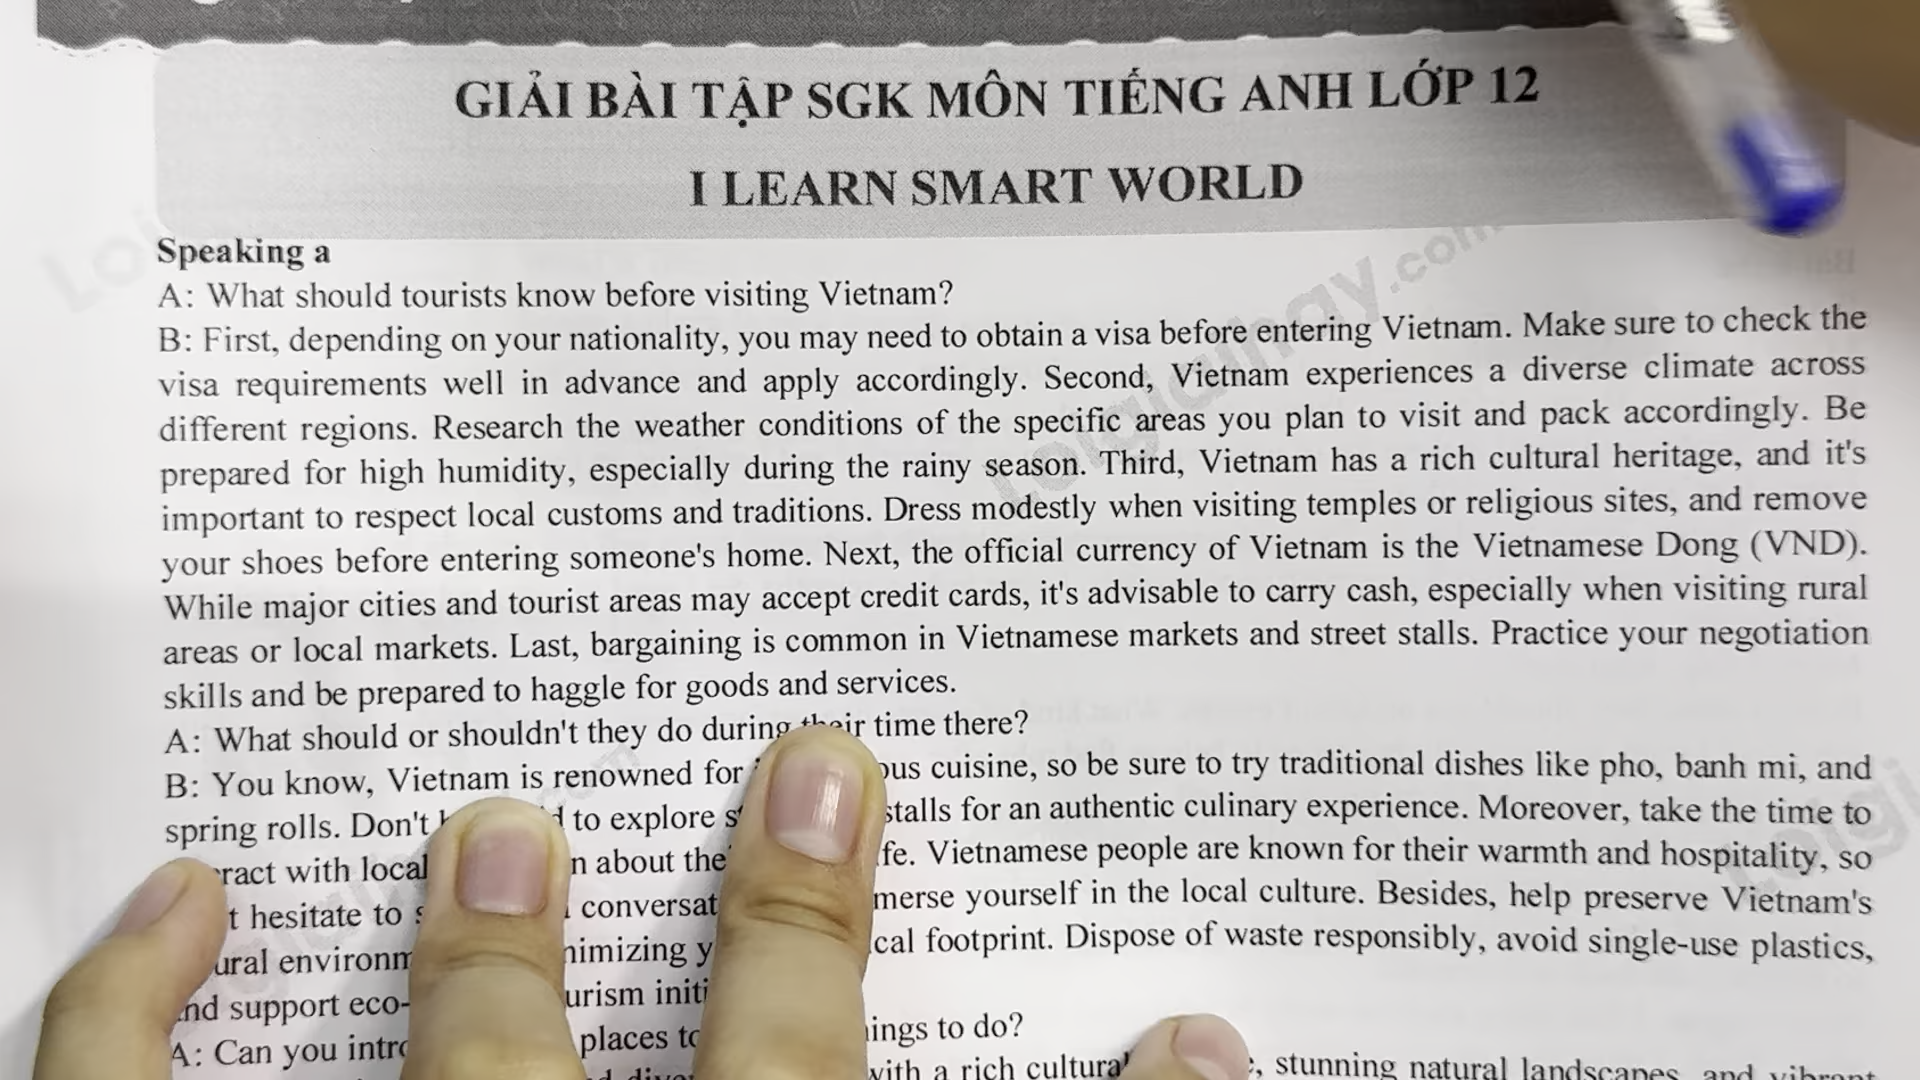 GIẢI BÀI TẬP SGK MÔN TIẾNG ANH LỚP 12
I LEARN SMART WORLD
Speaking a
A: What should tourists know before visiting Vietnam?
B: First, depending on your nationality, you may need to obtain a visa before entering Vietnam. Make sure to check the
visa requirements well in advance and apply accordingly. Second, Vietnam experiences a diverse climate across
different regions. Research the weather conditions of the specific areas you plan to visit and pack accordingly. Be
prepared for high humidity, especially during the rainy season. Third, Vietnam has a rich cultural heritage, and it's
important to respect local customs and traditions. Dress modestly when visiting temples or religious sites, and remove
your shoes before entering someone's home. Next, the official currency of Vietnam is the Vietnamese Dong (VND).
While major cities and tourist areas may accept credit cards, it's advisable to carry cash, especially when visiting rural
areas or local markets. Last, bargaining is common in Vietnamese markets and street stalls. Practice your negotiation
skills and be prepared to haggle for goods and services.
A: What should or shouldn't they do during their time there?
B: You know, Vietnam is renowned for cuisine, so be sure to try traditional dishes like pho, banh mi, and
spring rolls. Don't to explore stalls for an authentic culinary experience. Moreover, take the time to
with local about Vietnamese people are known for their warmth and hospitality, so
hesitate to yourself in the local culture. Besides, help preserve Vietnam's
footprint. Dispose of waste responsibly, avoid single-use plastics,
and support
A: Can you places to things to do?
with a rich cultural stunning natural landscapes, and vibrant
Loigiaihay.com